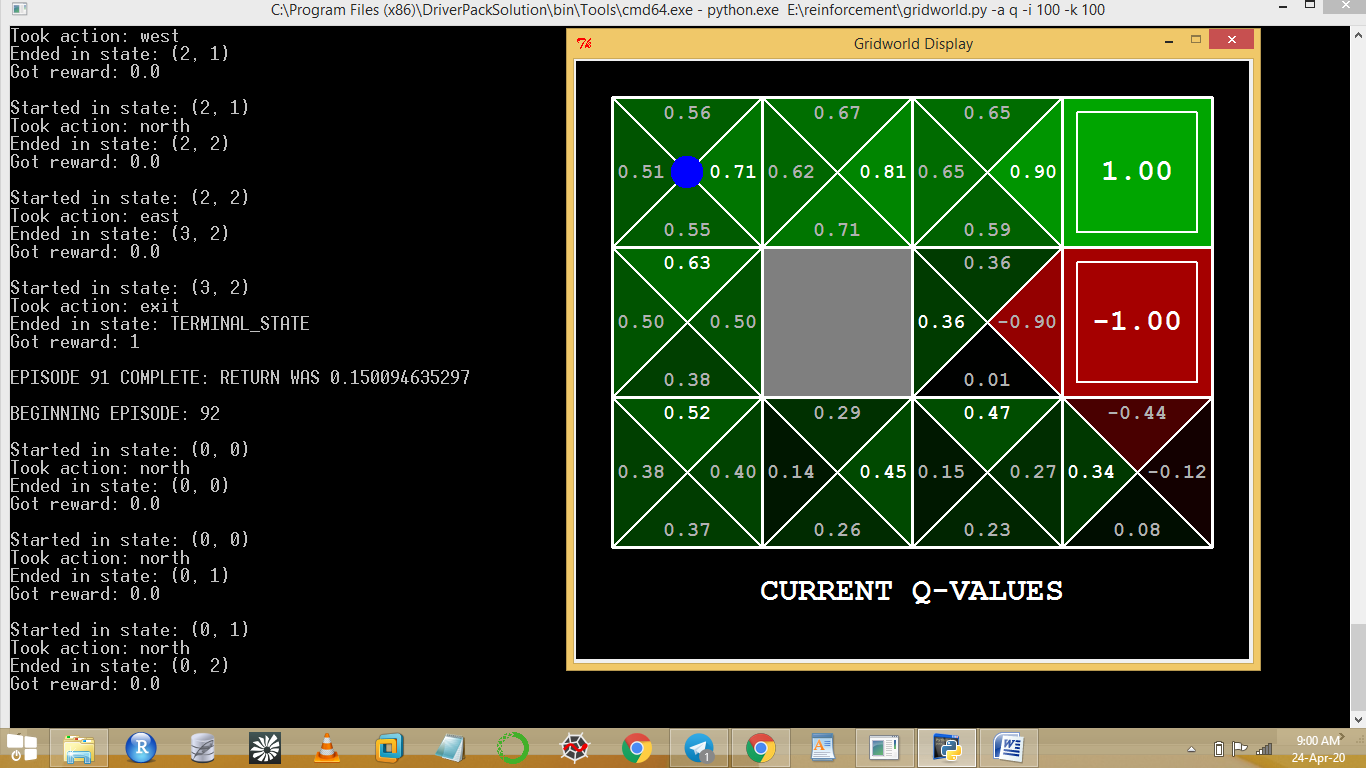 C:\Program Files (x86)\DriverPackSolution\bin\Tools\cmd64.exe - python.exe E:\reinforcement\gridworld.py -a q -i 100 -k 100
Took action: west
Ended in state: (2, 1)
Got reward: 0.0
Started in state: (2, 1)
Took action: north
Ended in state: (2, 2)
Got reward: 0.0
Started in state: (2, 2)
Took action: east
Ended in state: (3, 2)
Got reward: 0.0
Started in state: (3, 2)
Took action: exit
Ended in state: TERMINAL_STATE
Got reward: 1
EPISODE 91 COMPLETE: RETURN WAS 0.150094635297
BEGINNING EPISODE: 92
Started in state: (0, 0)
Took action: north
Ended in state: (0, 0)
Got reward: 0.0
Started in state: (0, 0)
Took action: north
Ended in state: (0, 1)
Got reward: 0.0
Started in state: (0, 1)
Took action: north
Ended in state: (0, 2)
Got reward: 0.0
Gridworld Display
0.56 0.67 0.65
0.51 0.71 0.62 0.81 0.65 0.90 1.00
0.55 0.71 0.59
0.63 0.36
0.50 0.50 0.36 -0.90 -1.00
0.38 0.01
0.52 0.29 0.47 -0.44
0.38 0.40 0.14 0.45 0.15 0.27 0.34 -0.12
0.37 0.26 0.23 0.08
CURRENT Q-VALUES
9:00 AM
24-Apr-20